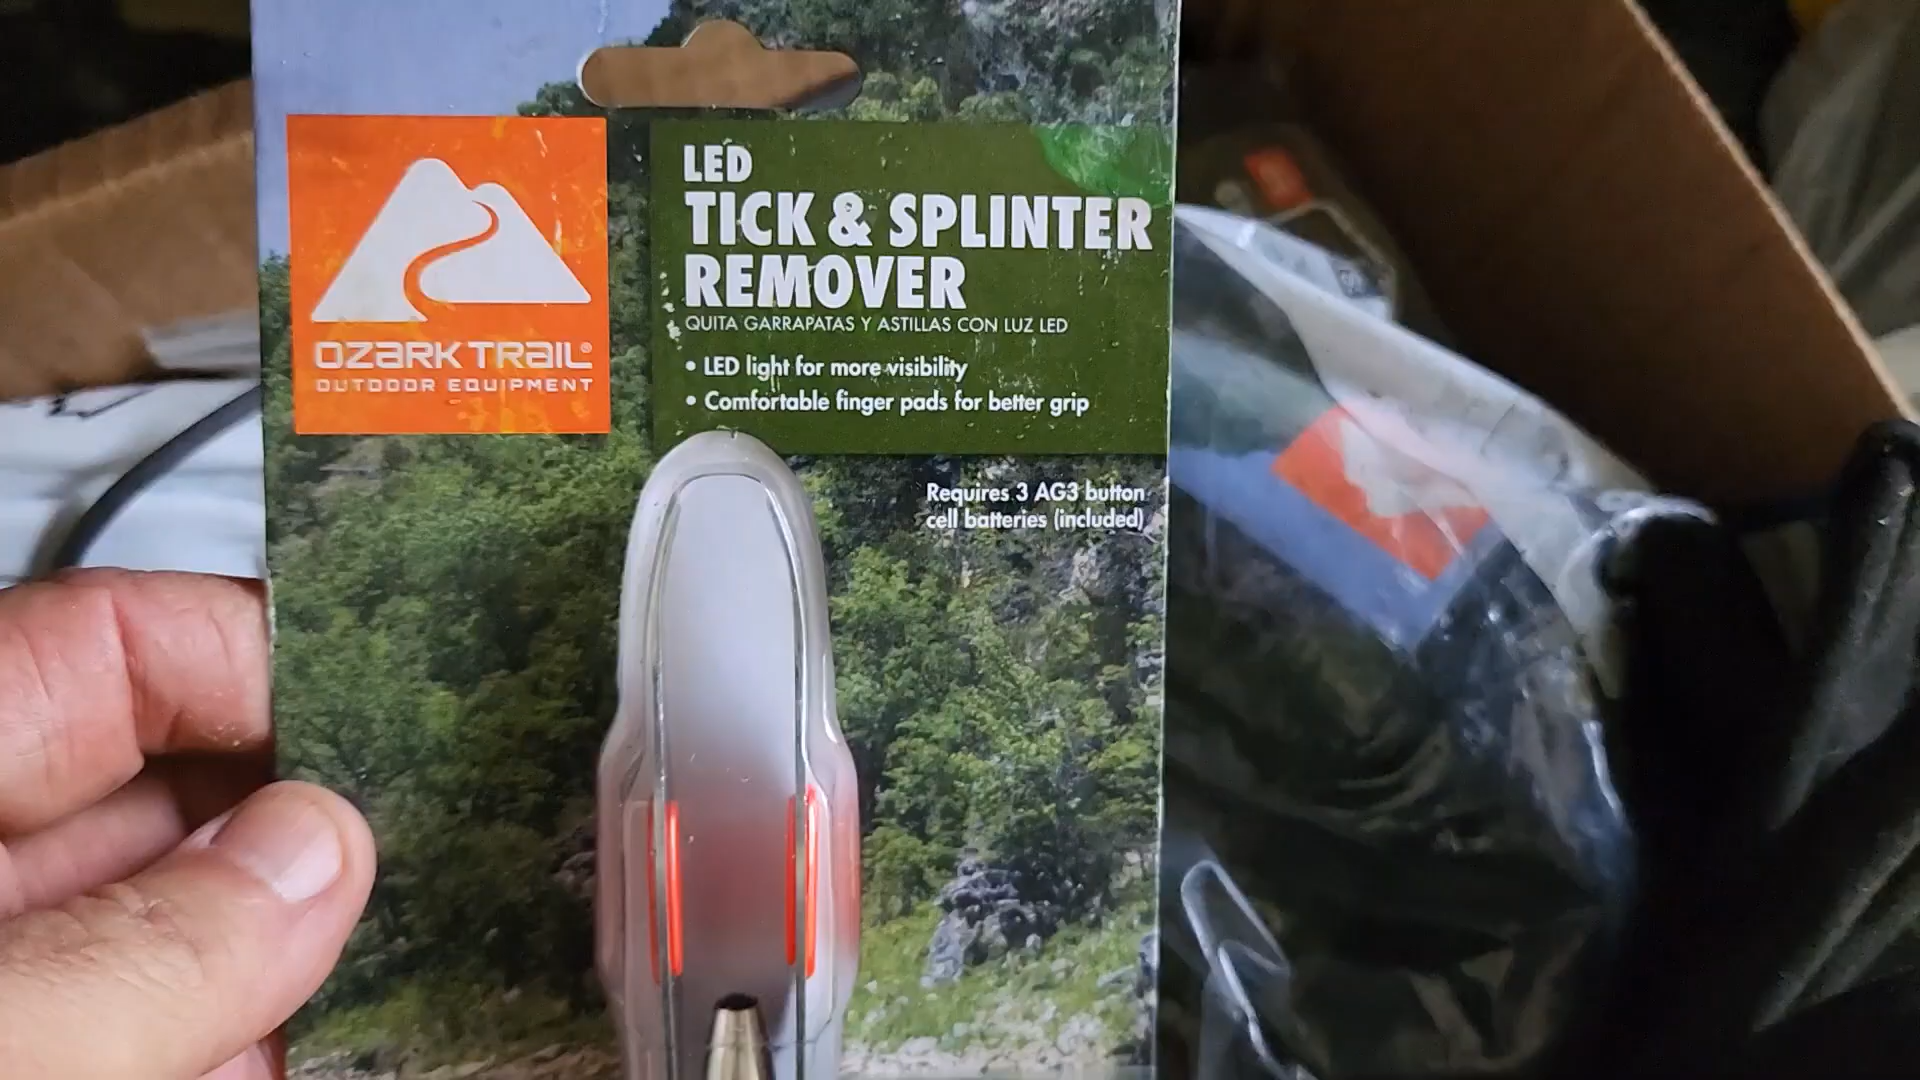 OZARK TRAIL®
OUTDOOR EQUIPMENT
LED
TICK & SPLINTER
REMOVER
QUITA GARRAPATAS Y ASTILLAS CON LUZ LED
• LED light for more visibility
• Comfortable finger pads for better grip
Requires 3 AG3 button
cell batteries (included)